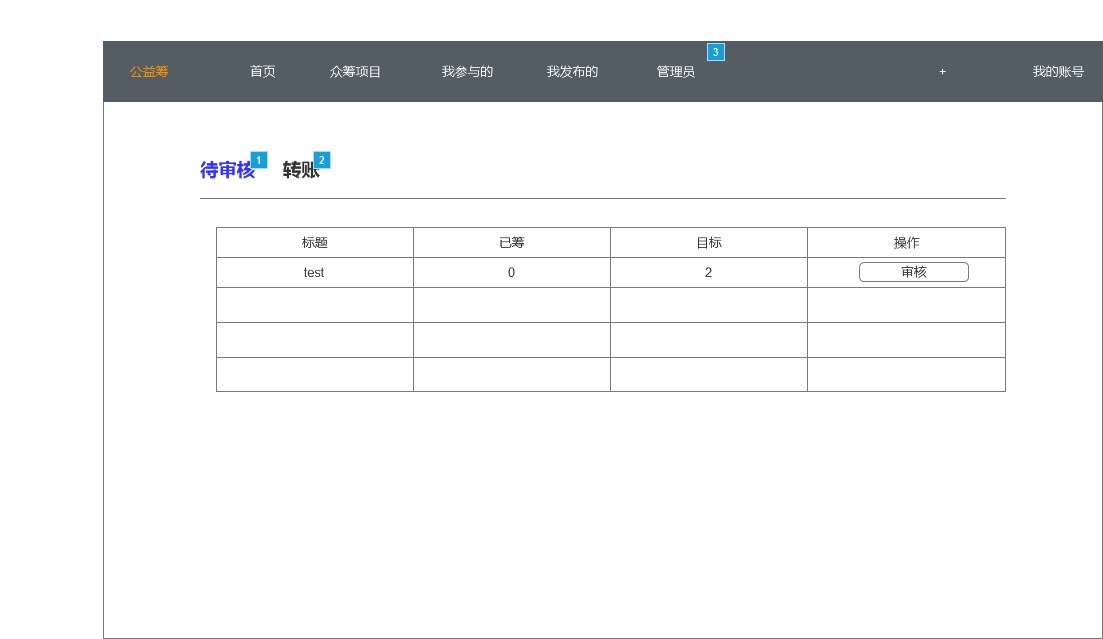 3
公益筹 首页 众筹项目 我参与的 我发布的 管理员 + 我的账号
待审核 1 转账 2
标题 已筹 目标 操作
test 0 2 审核